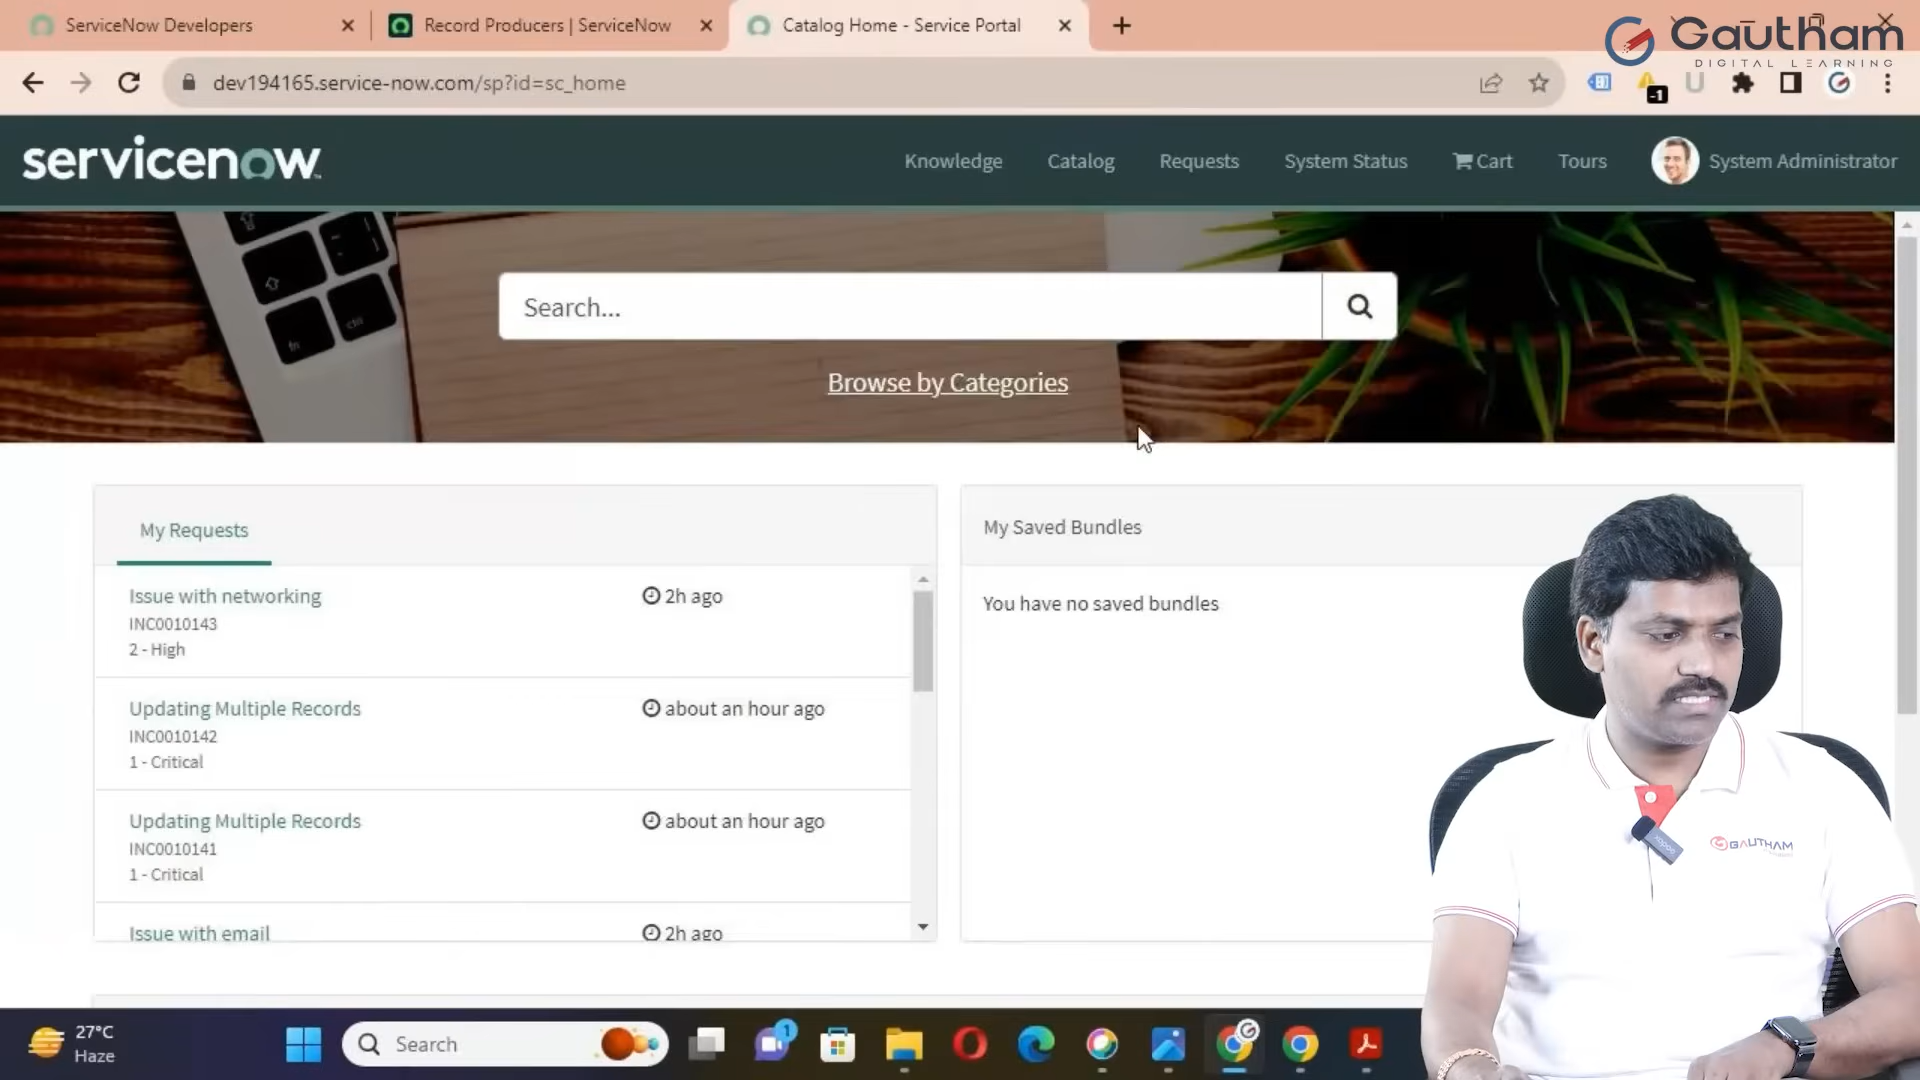 ServiceNow Developers
Record Producers | ServiceNow
Catalog Home - Service Portal
Gautham
DIGITAL LEARNING
dev194165.service-now.com/sp?id=sc_home
-1
servicenow
Knowledge
Catalog
Requests
System Status
Cart
Tours
System Administrator
Search...
Browse by Categories
My Requests
Issue with networking
2h ago
INC0010143
2 - High
Updating Multiple Records
about an hour ago
INC0010142
1 - Critical
Updating Multiple Records
about an hour ago
INC0010141
1 - Critical
Issue with email
2h ago
My Saved Bundles
You have no saved bundles
GAUTHAM
27°C
Haze
Search
1